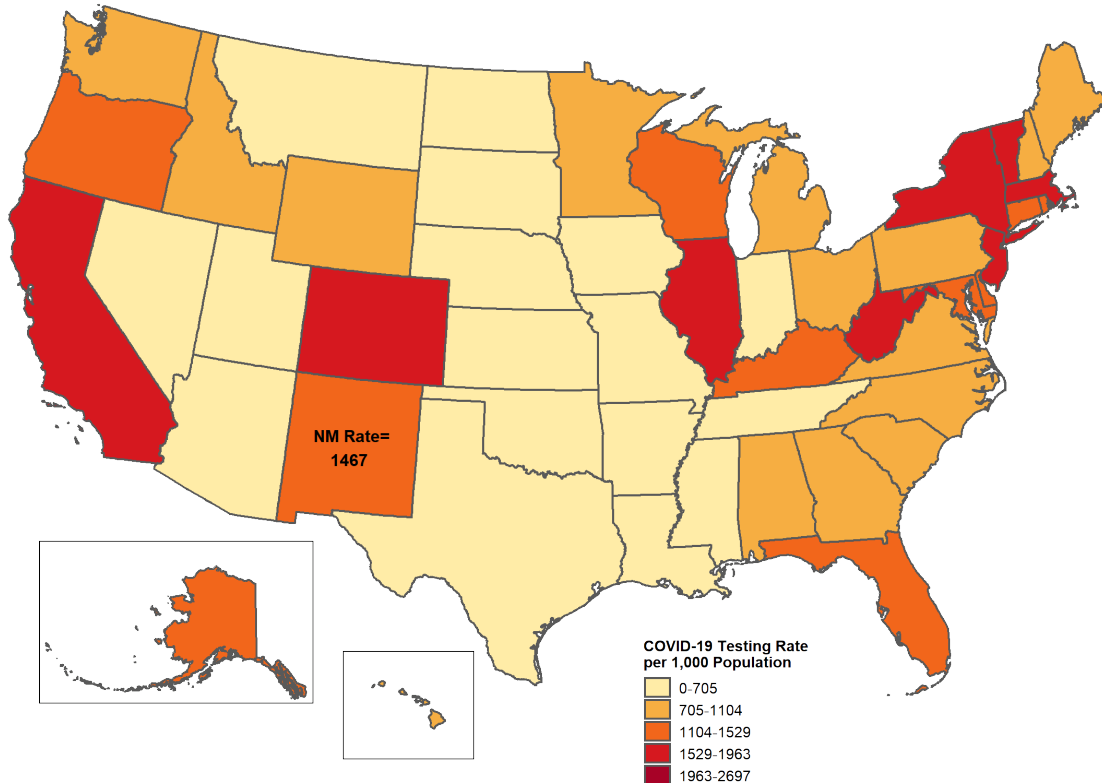 NM Rate=
1467
COVID-19 Testing Rate
per 1,000 Population
0-705
705-1104
1104-1529
1529-1963
1963-2697